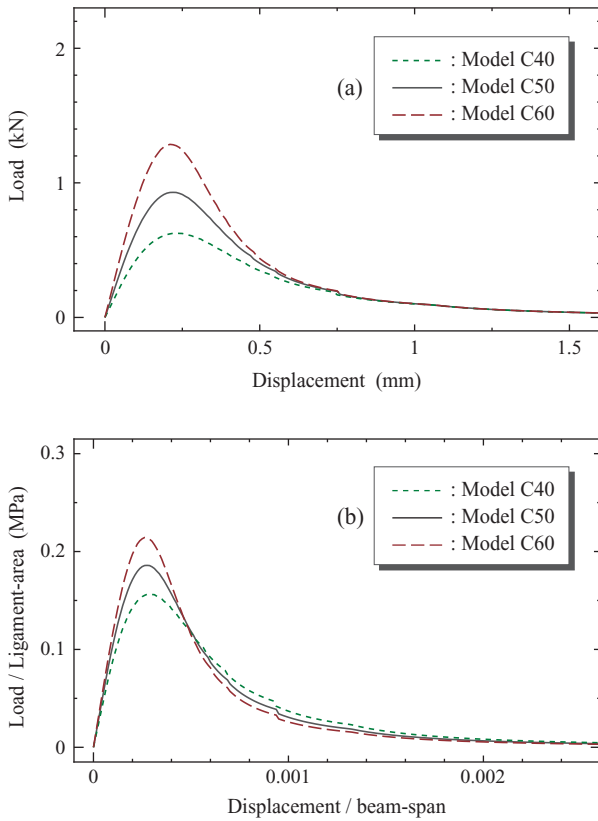 2
1
0
Load (kN)
(a)
: Model C40
: Model C50
: Model C60
0
0.5
1
1.5
Displacement (mm)
0.3
0.2
0.1
0
Load / Ligament-area (MPa)
(b)
: Model C40
: Model C50
: Model C60
0
0.001
0.002
Displacement / beam-span